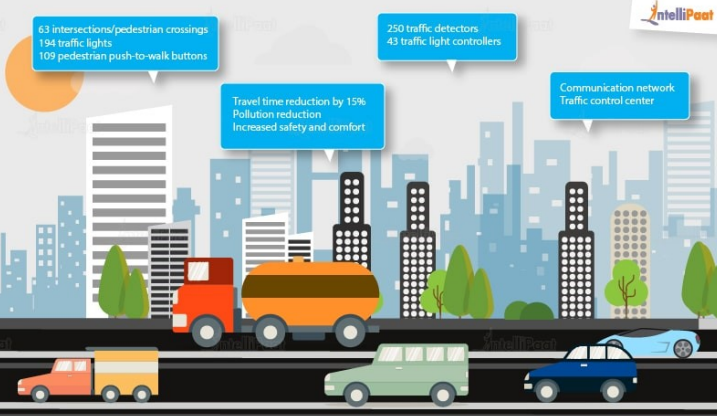 63 intersections/pedestrian crossings
194 traffic lights
109 pedestrian push-to-walk buttons
250 traffic detectors
43 traffic light controllers
IntelliPaat
Travel time reduction by 15%
Pollution reduction
Increased safety and comfort
Communication network
Traffic control center